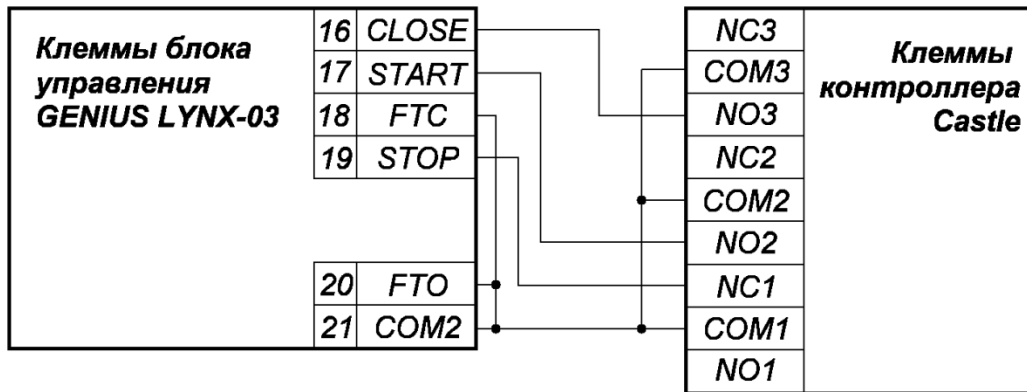 Клеммы блока
управления
GENIUS LYNX-03
16 CLOSE
17 START
18 FTC
19 STOP
20 FTO
21 COM2
NC3
COM3
NO3
NC2
COM2
NO2
NC1
COM1
NO1
Клеммы
контроллера
Castle